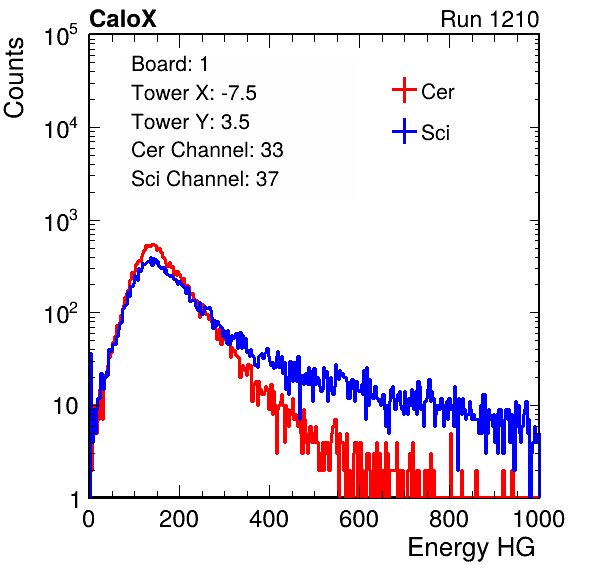 CaloX Run 1210
Counts
10^5
10^4
10^3
10^2
10
1
Board: 1
Tower X: -7.5
Tower Y: 3.5
Cer Channel: 33
Sci Channel: 37
Cer
Sci
0 200 400 600 800 1000
Energy HG